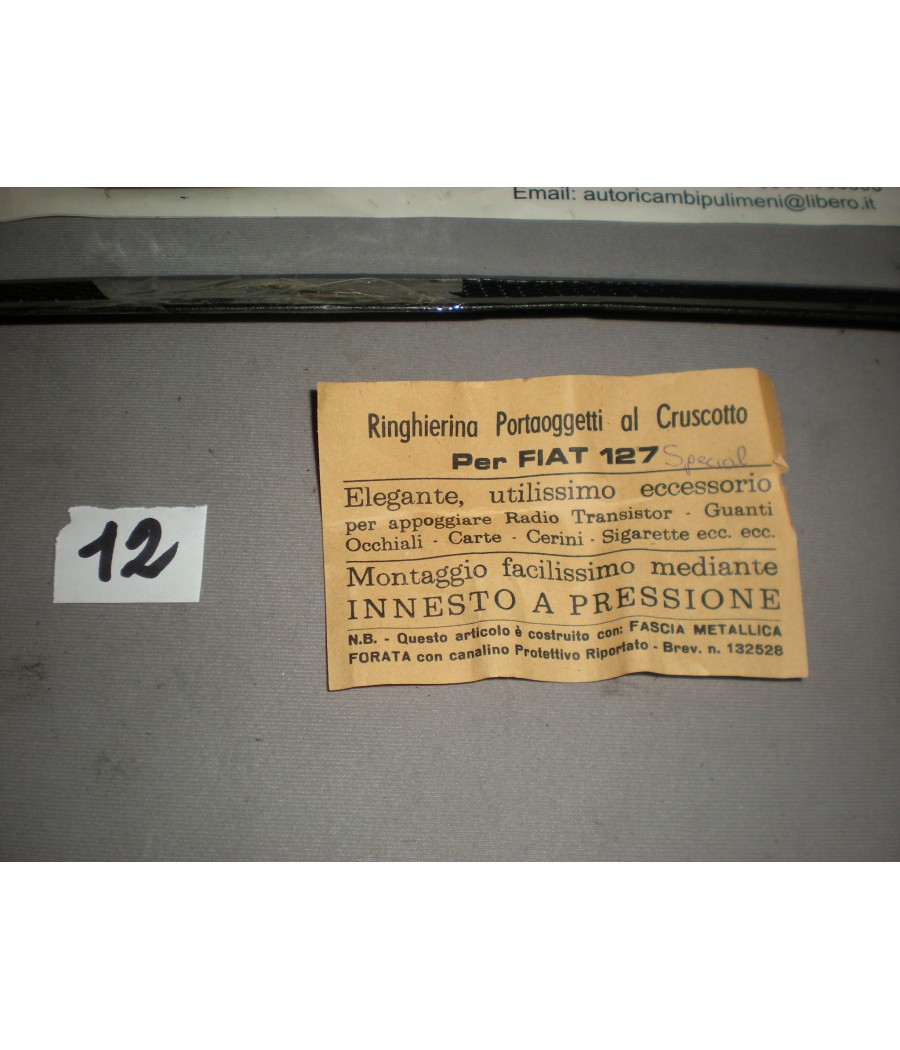 Email: autoricambipulimeni@libero.it
Ringhierina Portaoggetti al Cruscotto
Per FIAT 127 Special
Elegante, utilissimo eccessorio
per appoggiare Radio Transistor - Guanti
Occhiali - Carte - Cerini - Sigarette ecc. ecc.
Montaggio facilissimo mediante
INNESTO A PRESSIONE
N.B. - Questo articolo è costruito con: FASCIA METALLICA
FORATA con canalino Protettivo Riportato - Brev. n. 132528
12